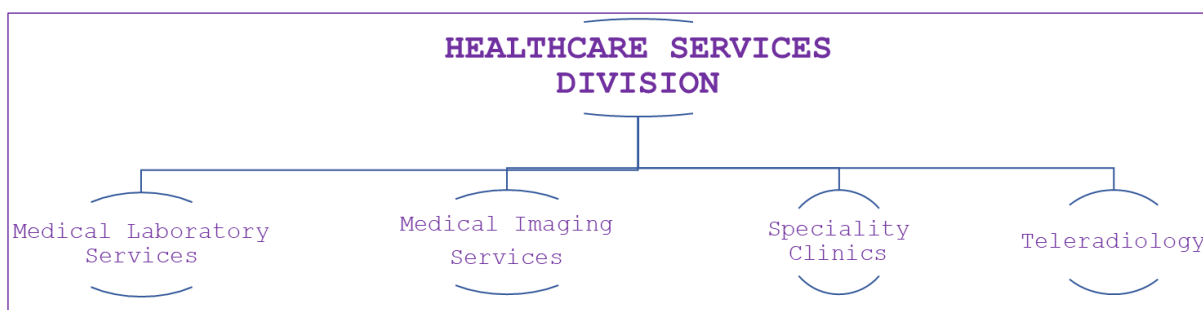 HEALTHCARE SERVICES
DIVISION
Medical Laboratory
Services
Medical Imaging
Services
Speciality
Clinics
Teleradiology